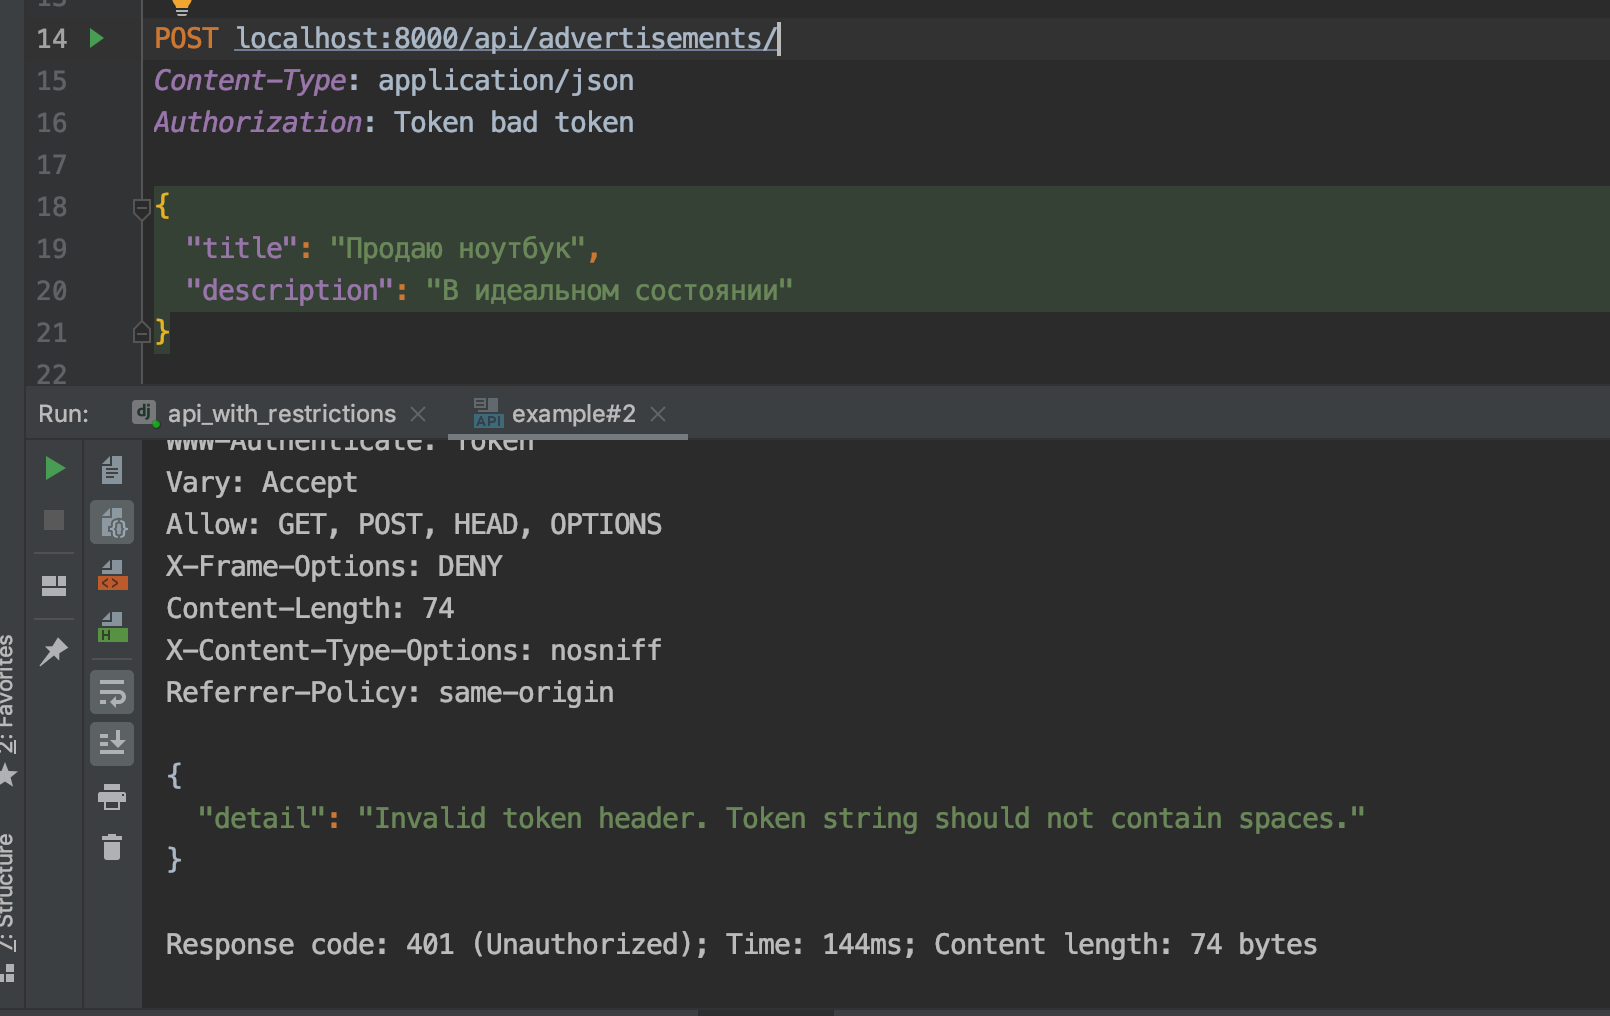 14 POST localhost:8000/api/advertisements/
15 Content-Type: application/json
16 Authorization: Token bad token
17
18 {
19 "title": "Продаю ноутбук",
20 "description": "В идеальном состоянии"
21 }
22
Run: api_with_restrictions example#2
WWW-Authenticate: Token
Vary: Accept
Allow: GET, POST, HEAD, OPTIONS
X-Frame-Options: DENY
Content-Length: 74
X-Content-Type-Options: nosniff
Referrer-Policy: same-origin
{
"detail": "Invalid token header. Token string should not contain spaces."
}
Response code: 401 (Unauthorized); Time: 144ms; Content length: 74 bytes
2: Favorites
7: Structure